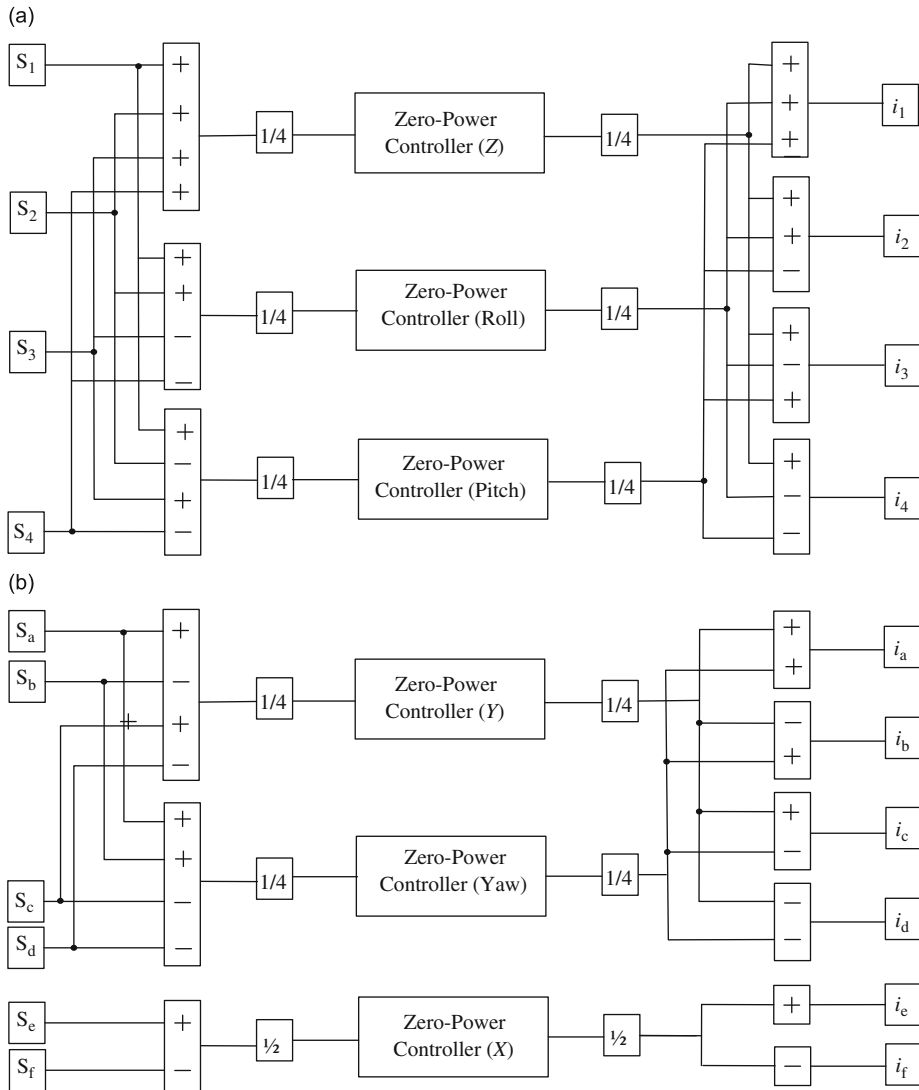 (a)
S1
S2
S3
S4
+
+
+
+
+
+
−
−
+
−
+
−
1/4
1/4
1/4
Zero-Power
Controller (Z)
Zero-Power
Controller (Roll)
Zero-Power
Controller (Pitch)
1/4
1/4
1/4
+
+
+
−
+
+
−
+
−
+
+
−
−
i1
i2
i3
i4
(b)
Sa
Sb
Sc
Sd
Se
Sf
+
−
+
+
−
+
+
−
−
+
−
1/4
1/4
½
Zero-Power
Controller (Y)
Zero-Power
Controller (Yaw)
Zero-Power
Controller (X)
1/4
1/4
½
+
+
−
+
+
−
−
−
+
−
ia
ib
ic
id
ie
if